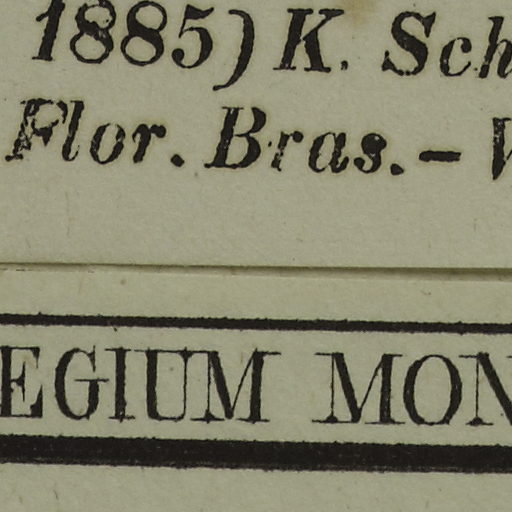 1885) K. Sch
Flor. Bras. –
EGIUM MON